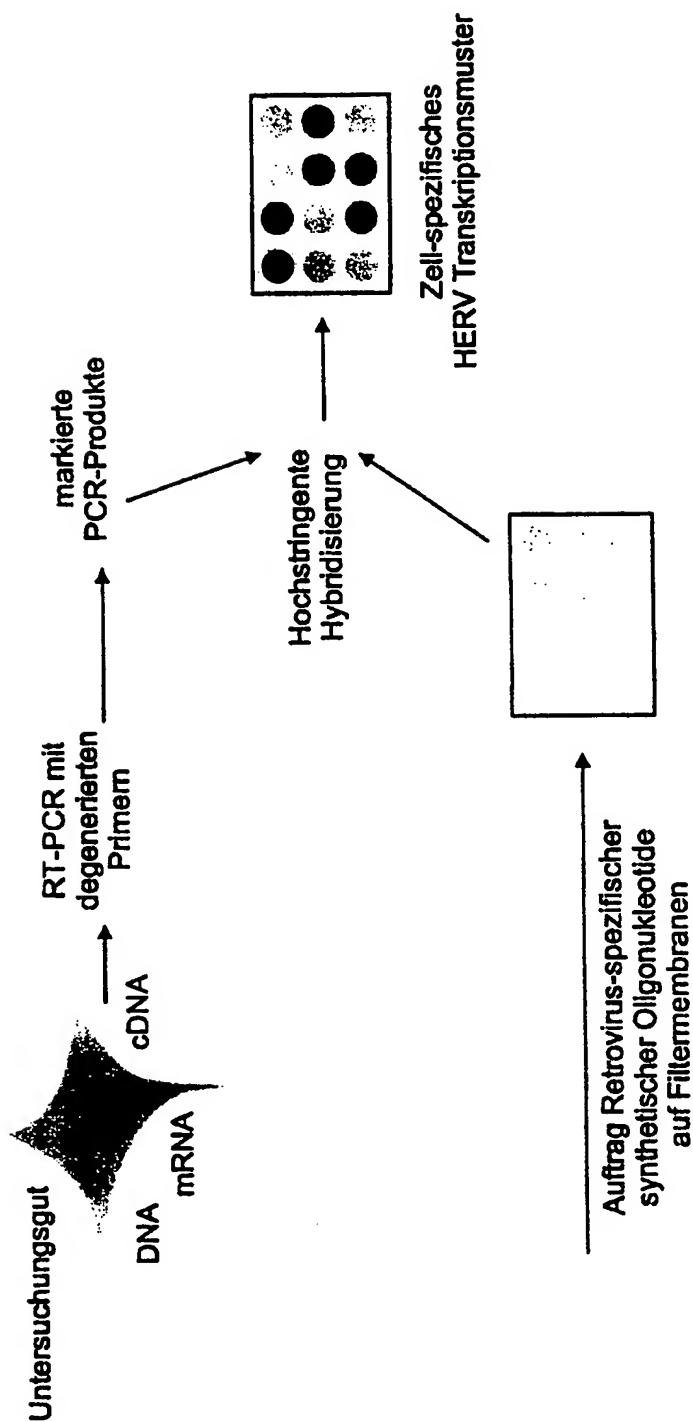 Untersuchungsgut
DNA
mRNA
cDNA
RT-PCR mit
degenerierten
Primern
markierte
PCR-Produkte
Hochstringente
Hybridisierung
Zell-spezifisches
HERV Transkriptionsmuster
Auftrag Retrovirus-spezifischer
synthetischer Oligonukleotide
auf Filtermembranen